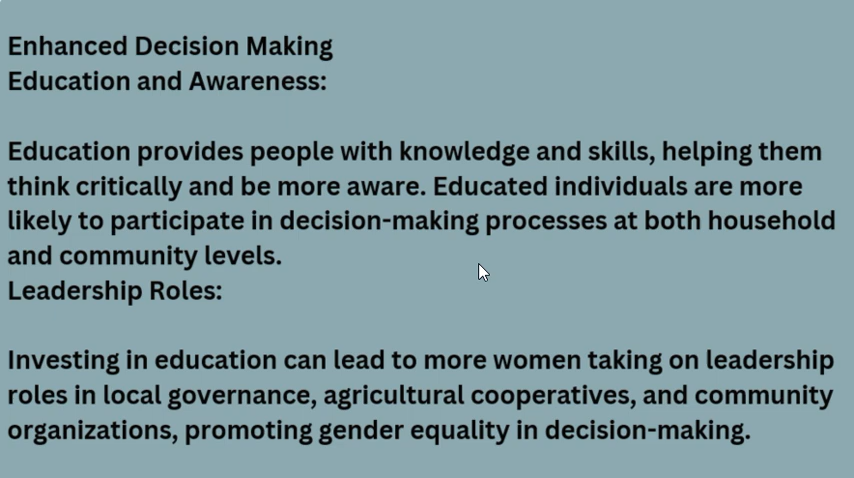 Enhanced Decision Making
Education and Awareness:
Education provides people with knowledge and skills, helping them
think critically and be more aware. Educated individuals are more
likely to participate in decision-making processes at both household
and community levels.
Leadership Roles:
Investing in education can lead to more women taking on leadership
roles in local governance, agricultural cooperatives, and community
organizations, promoting gender equality in decision-making.